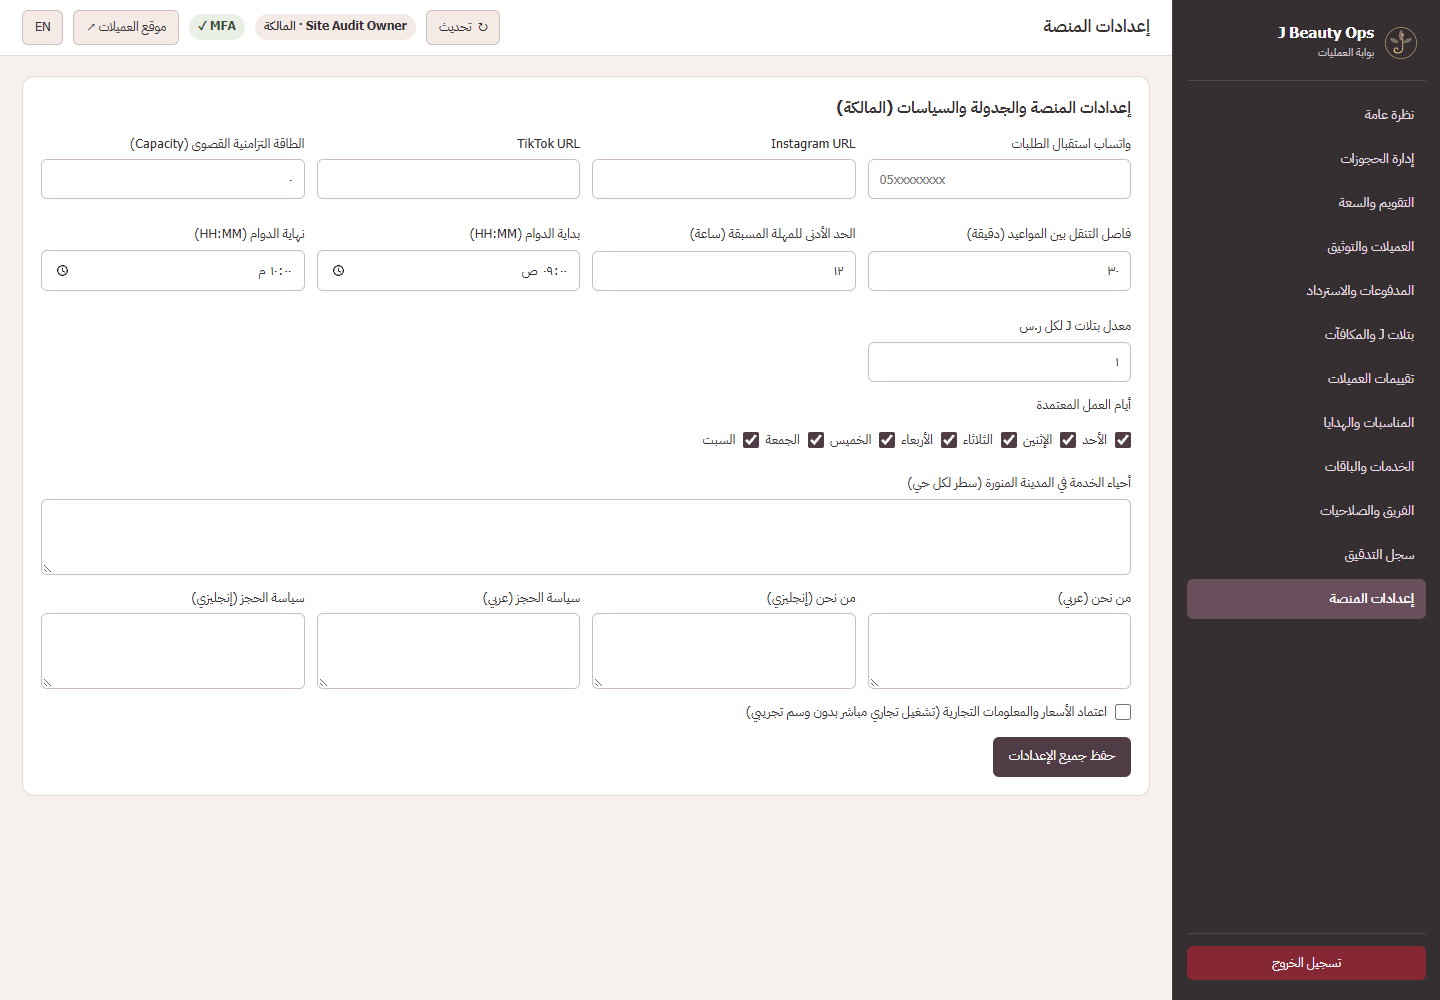 J Beauty Ops
بوابة العمليات
نظرة عامة
إدارة الحجوزات
التقويم والسعة
العميلات والتوثيق
المدفوعات والاسترداد
بتلات J والمكافآت
تقييمات العميلات
المناسبات والهدايا
الخدمات والباقات
الفريق والصلاحيات
سجل التدقيق
إعدادات المنصة
تسجيل الخروج
إعدادات المنصة
↻ تحديث
Site Audit Owner · المالكة
MFA ✓
موقع العميلات ↗
EN
إعدادات المنصة والجدولة والسياسات (المالكة)
واتساب استقبال الطلبات
05xxxxxxxx
Instagram URL
TikTok URL
الطاقة التزامنية القصوى (Capacity)
٠
فاصل التنقل بين المواعيد (دقيقة)
٣٠
الحد الأدنى للمهلة المسبقة (ساعة)
١٢
بداية الدوام (HH:MM)
٠٩:٠٠ ص
نهاية الدوام (HH:MM)
١٠:٠٠ م
معدل بتلات J لكل ر.س
١
أيام العمل المعتمدة
الأحد الإثنين الثلاثاء الأربعاء الخميس الجمعة السبت
أحياء الخدمة في المدينة المنورة (سطر لكل حي)
من نحن (عربي)
من نحن (إنجليزي)
سياسة الحجز (عربي)
سياسة الحجز (إنجليزي)
اعتماد الأسعار والمعلومات التجارية (تشغيل تجاري مباشر بدون وسم تجريبي)
حفظ جميع الإعدادات